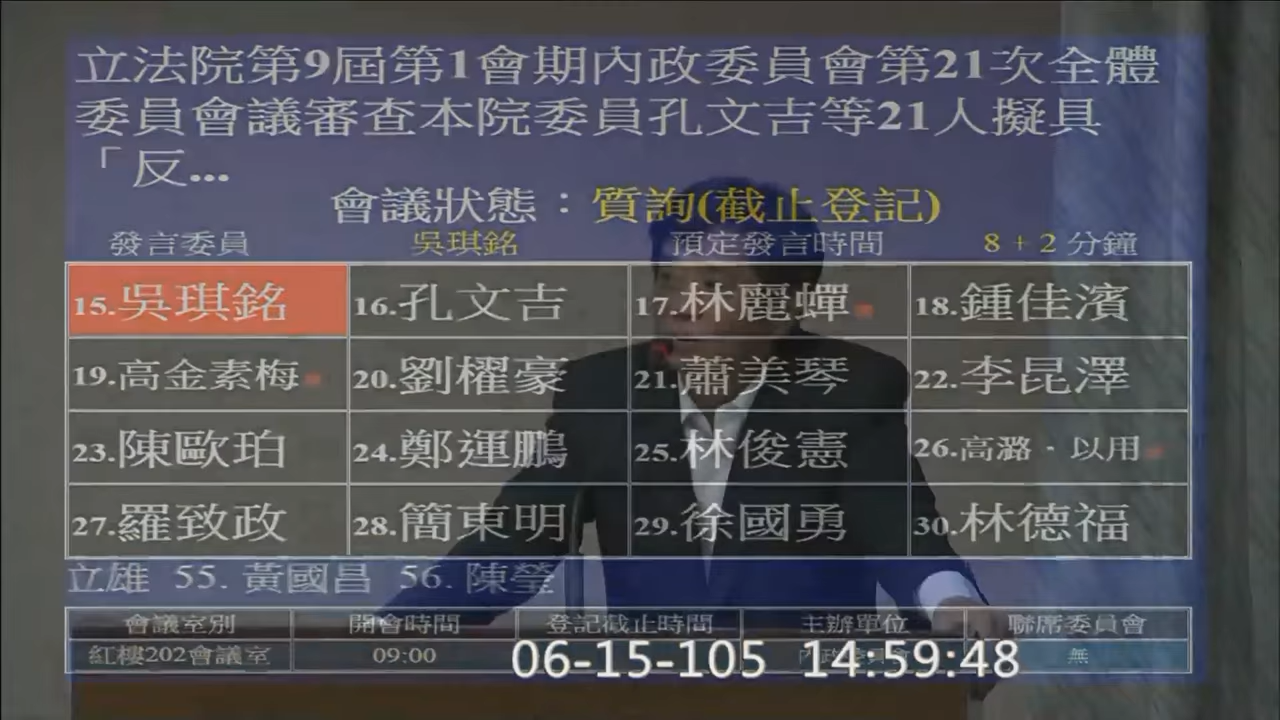 立法院第9屆第1會期內政委員會第21次全體
委員會議審查本院委員孔文吉等21人擬具
「反...
會議狀態：質詢(截止登記)
發言委員 吳琪銘 預定發言時間 8 + 2 分鐘
15.吳琪銘 16.孔文吉 17.林麗蟬 18.鍾佳濱
19.高金素梅 20.劉櫂豪 21.蕭美琴 22.李昆澤
23.陳歐珀 24.鄭運鵬 25.林俊憲 26.高潞．以用
27.羅致政 28.簡東明 29.徐國勇 30.林德福
立雄 55. 黃國昌 56. 陳瑩
會議室別 開會時間 登記截止時間 主辦單位 聯席委員會
紅樓202會議室 09:00 內政委員會 無
06-15-105 14:59:48